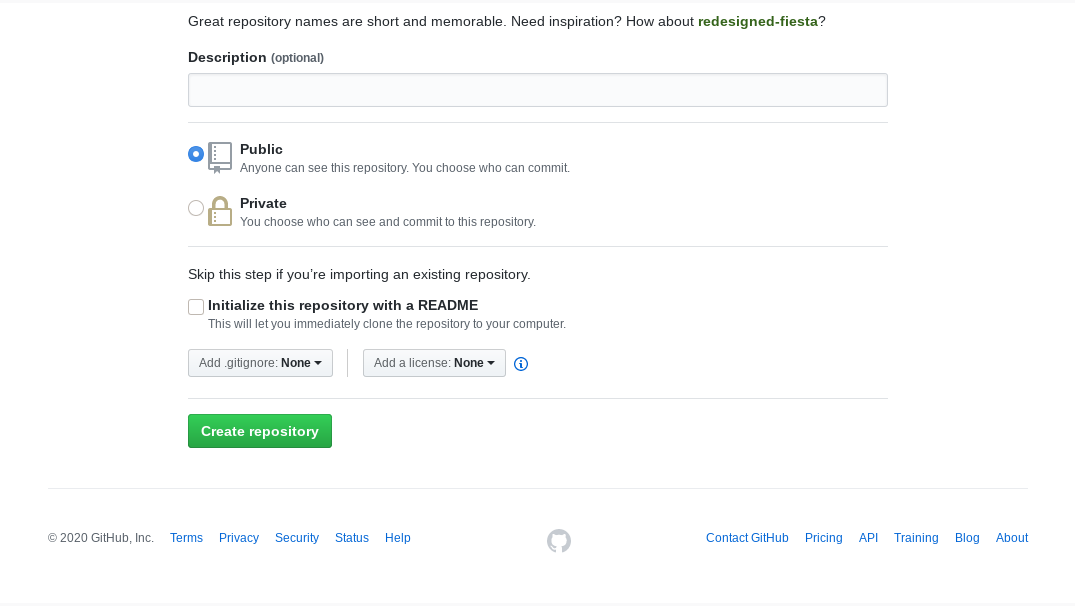 Great repository names are short and memorable. Need inspiration? How about redesigned-fiesta?
Description (optional)
Public
Anyone can see this repository. You choose who can commit.
Private
You choose who can see and commit to this repository.
Skip this step if you’re importing an existing repository.
Initialize this repository with a README
This will let you immediately clone the repository to your computer.
Add .gitignore: None Add a license: None
Create repository
© 2020 GitHub, Inc. Terms Privacy Security Status Help Contact GitHub Pricing API Training Blog About